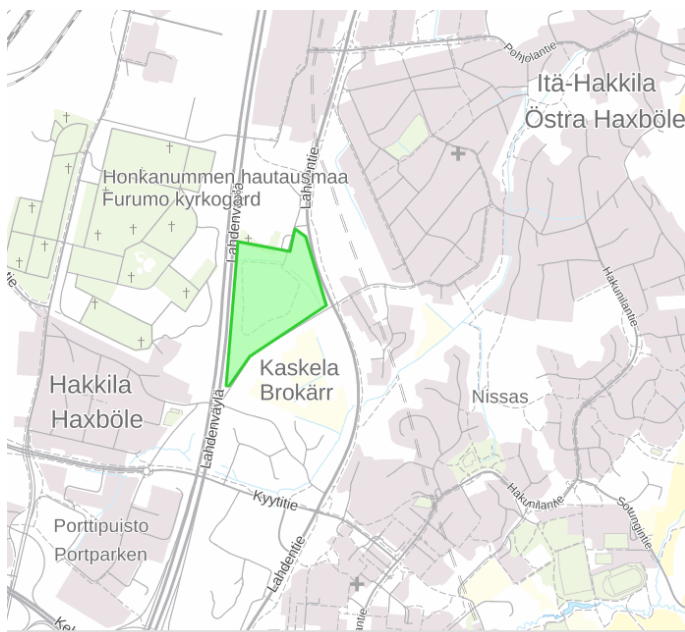 Pohjolantie
Itä-Hakkila
Östra Haxböle
Honkanummen hautausmaa
Furumo kyrkogård
Lahdentie
Lahdenväylä
Hakunilantie
Kaskela
Brokärr
Hakkila
Haxböle
Nissas
Lahdenväylä
Kyytitie
Hakunilantie
Sotungintie
Porttipuisto
Portparken
Lahdentie